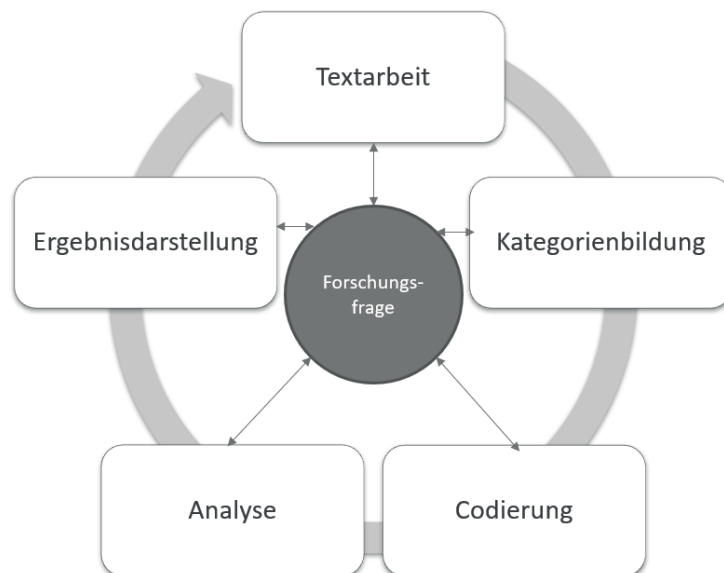 Textarbeit
Ergebnisdarstellung
Kategorienbildung
Forschungs-
frage
Analyse
Codierung